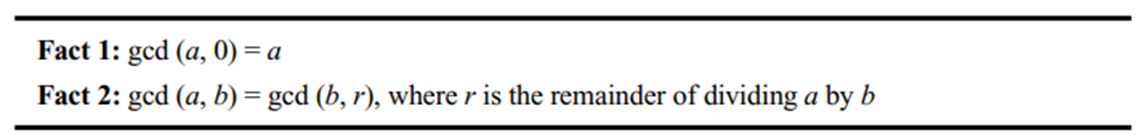 Fact 1: gcd (a, 0) = a
Fact 2: gcd (a, b) = gcd (b, r), where r is the remainder of dividing a by b